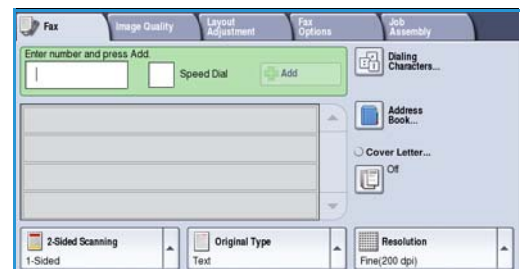 Fax
Image Quality
Layout
Adjustment
Fax
Options
Job
Assembly
Enter number and press Add.
Speed Dial
Add
Dialing
Characters...
Address
Book...
Cover Letter...
Off
2-Sided Scanning
1-Sided
Original Type
Text
Resolution
Fine(200 dpi)